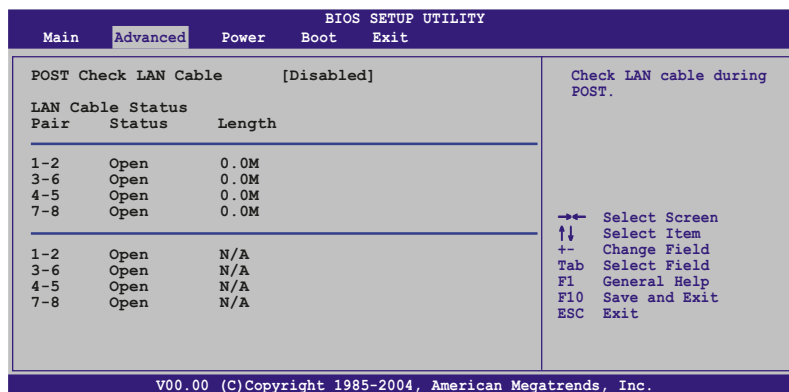 BIOS SETUP UTILITY
Main Advanced Power Boot Exit
POST Check LAN Cable [Disabled]
LAN Cable Status
Pair Status Length
1-2 Open 0.0M
3-6 Open 0.0M
4-5 Open 0.0M
7-8 Open 0.0M
1-2 Open N/A
3-6 Open N/A
4-5 Open N/A
7-8 Open N/A
Check LAN cable during
POST.
→← Select Screen
↑↓ Select Item
+- Change Field
Tab Select Field
F1 General Help
F10 Save and Exit
ESC Exit
V00.00 (C)Copyright 1985-2004, American Megatrends, Inc.